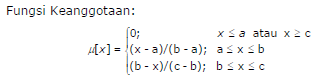 Fungsi Keanggotaan:
0; x ≤ a atau x ≥ c
μ[x] = (x - a)/(b - a); a ≤ x ≤ b
(b - x)/(c - b); b ≤ x ≤ c